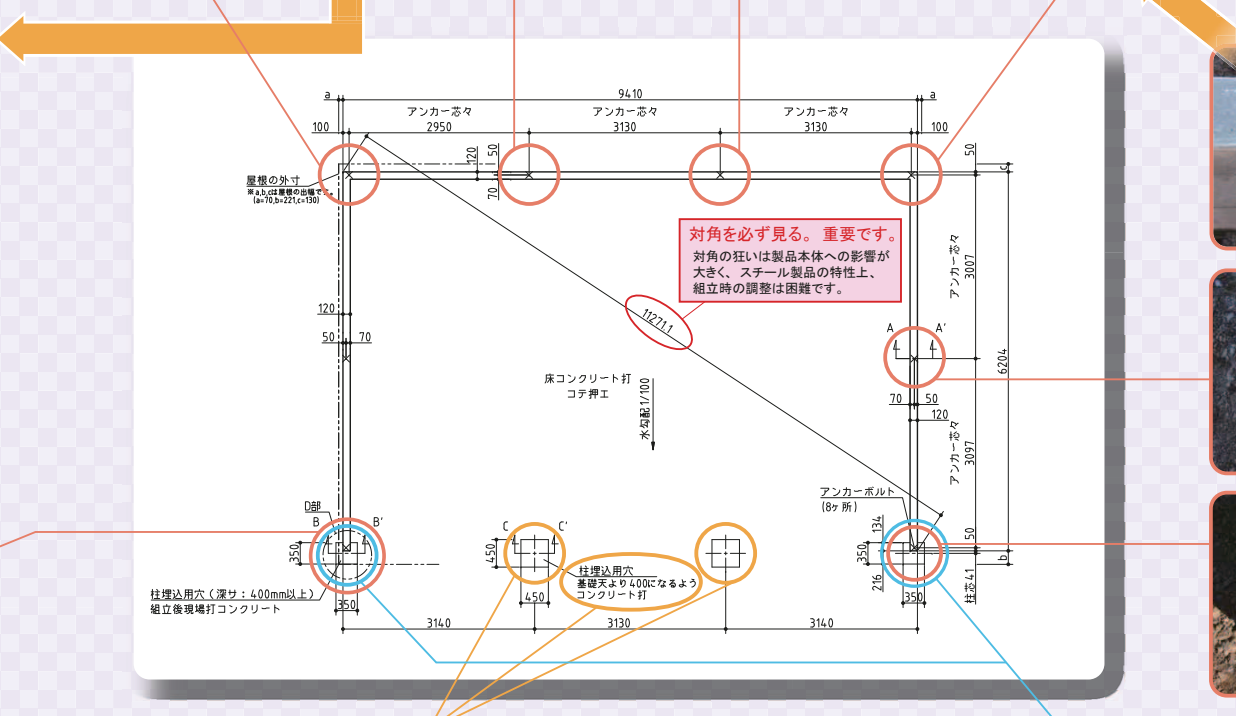 a
9410
a
アンカー芯々
アンカー芯々
アンカー芯々
100
2950
3130
3130
100
120
50
70
50
c
屋根の外寸
※a,b,cは屋根の出幅です。
(a=70,b=221,c=130)
対角を必ず見る。 重要です。
対角の狂いは製品本体への影響が
大きく、スチール製品の特性上、
組立時の調整は困難です。
アンカー芯々
3007
120
50
70
11271.1
A
A'
6204
床コンクリート打
コテ押エ
水勾配1/100
70
50
120
アンカー芯々
3097
アンカーボルト
(8ヶ所)
D部
B
B'
C
C'
134
50
350
450
350
b
柱埋込用穴
基礎天より400になるよう
コンクリート打
216
柱芯41
柱埋込用穴(深サ:400mm以上)
組立後現場打コンクリート
350
450
350
3140
3130
3140